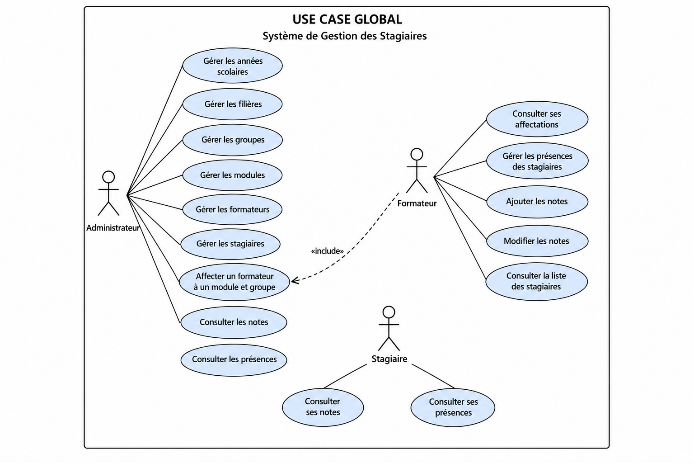 USE CASE GLOBAL
Système de Gestion des Stagiaires
Gérer les années
scolaires
Gérer les filières
Gérer les groupes
Gérer les modules
Gérer les formateurs
Gérer les stagiaires
Affecter un formateur
à un module et groupe
Consulter les notes
Consulter les présences
Administrateur
«include»
Formateur
Consulter ses
affectations
Gérer les présences
des stagiaires
Ajouter les notes
Modifier les notes
Consulter la liste
des stagiaires
Stagiaire
Consulter
ses notes
Consulter ses
présences